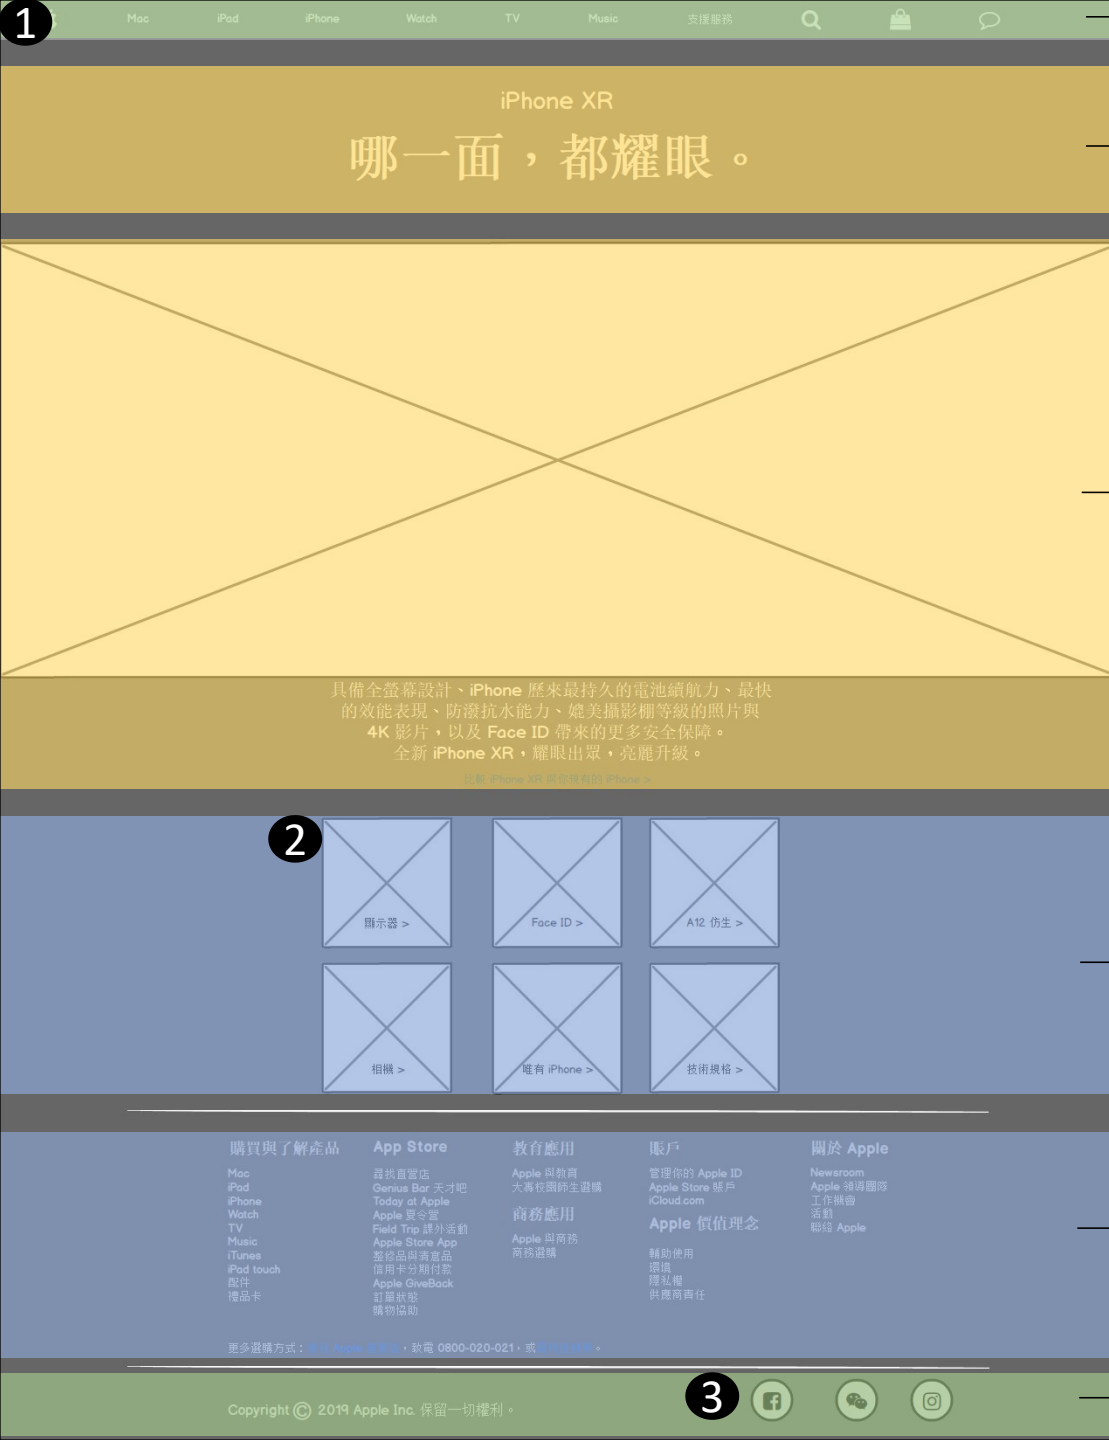 1
Mac iPad iPhone Watch TV Music 支援服務
iPhone XR
哪一面，都耀眼。
具備全螢幕設計、iPhone 歷來最持久的電池續航力、最快
的效能表現、防潑抗水能力、媲美攝影棚等級的照片與
4K 影片，以及 Face ID 帶來的更多安全保障。
全新 iPhone XR，耀眼出眾，亮麗升級。
比較 iPhone XR 與你現有的 iPhone >
2
顯示器 > Face ID > A12 仿生 >
相機 > 唯有 iPhone > 技術規格 >
購買與了解產品
Mac
iPad
iPhone
Watch
TV
Music
iTunes
iPod touch
配件
禮品卡
App Store
尋找直營店
Genius Bar 天才吧
Today at Apple
Apple 夏令營
Field Trip 課外活動
Apple Store App
整修品與清倉品
信用卡分期付款
Apple GiveBack
訂單狀態
購物協助
教育應用
Apple 與教育
大專校園師生選購
商務應用
Apple 與商務
商務選購
賬戶
管理你的 Apple ID
Apple Store 賬戶
iCloud.com
Apple 價值理念
輔助使用
環境
隱私權
供應商責任
關於 Apple
Newsroom
Apple 領導團隊
工作機會
活動
聯絡 Apple
更多選購方式： Apple ，致電 0800-020-021，或 。
Copyright © 2019 Apple Inc. 保留一切權利。
3